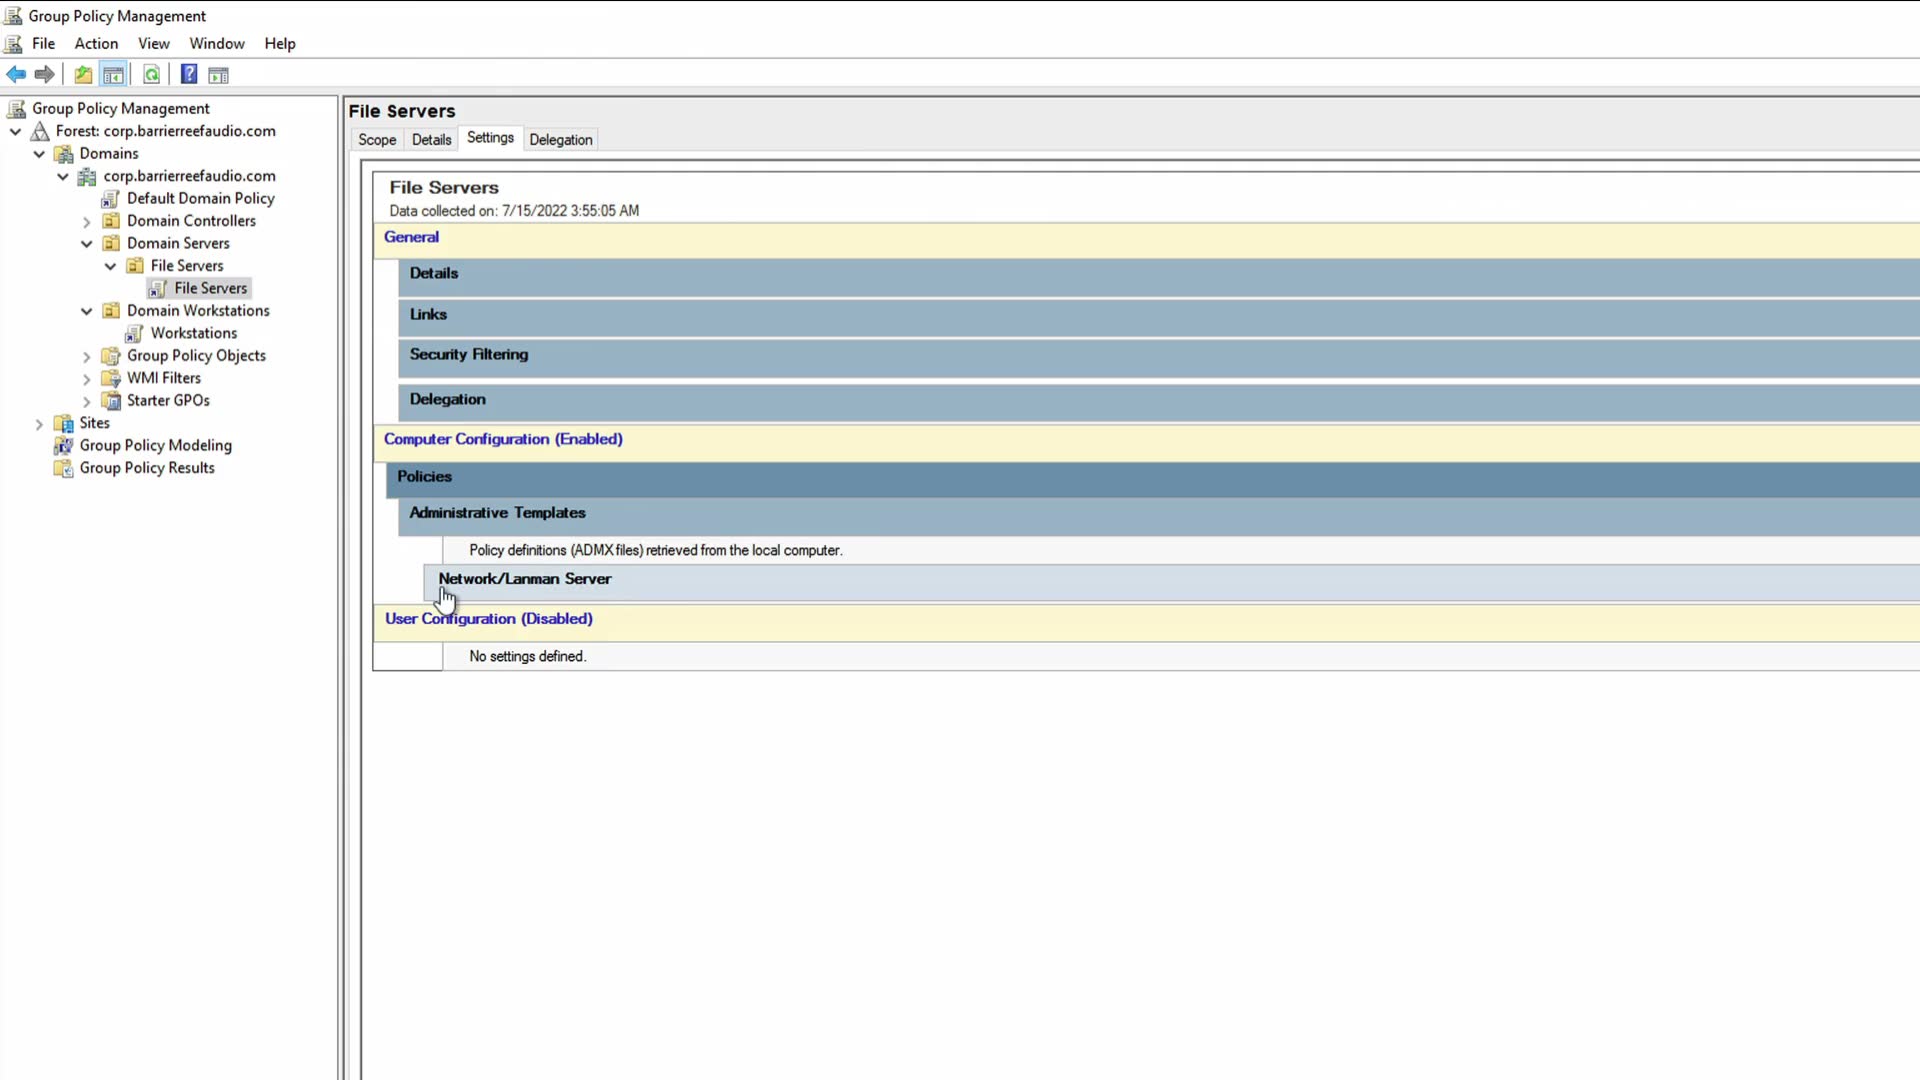 Group Policy Management
File Action View Window Help
Group Policy Management
Forest: corp.barrierreefaudio.com
Domains
corp.barrierreefaudio.com
Default Domain Policy
Domain Controllers
Domain Servers
File Servers
File Servers
Domain Workstations
Workstations
Group Policy Objects
WMI Filters
Starter GPOs
Sites
Group Policy Modeling
Group Policy Results
File Servers
Scope Details Settings Delegation
File Servers
Data collected on: 7/15/2022 3:55:05 AM
General
Details
Links
Security Filtering
Delegation
Computer Configuration (Enabled)
Policies
Administrative Templates
Policy definitions (ADMX files) retrieved from the local computer.
Network/Lanman Server
User Configuration (Disabled)
No settings defined.